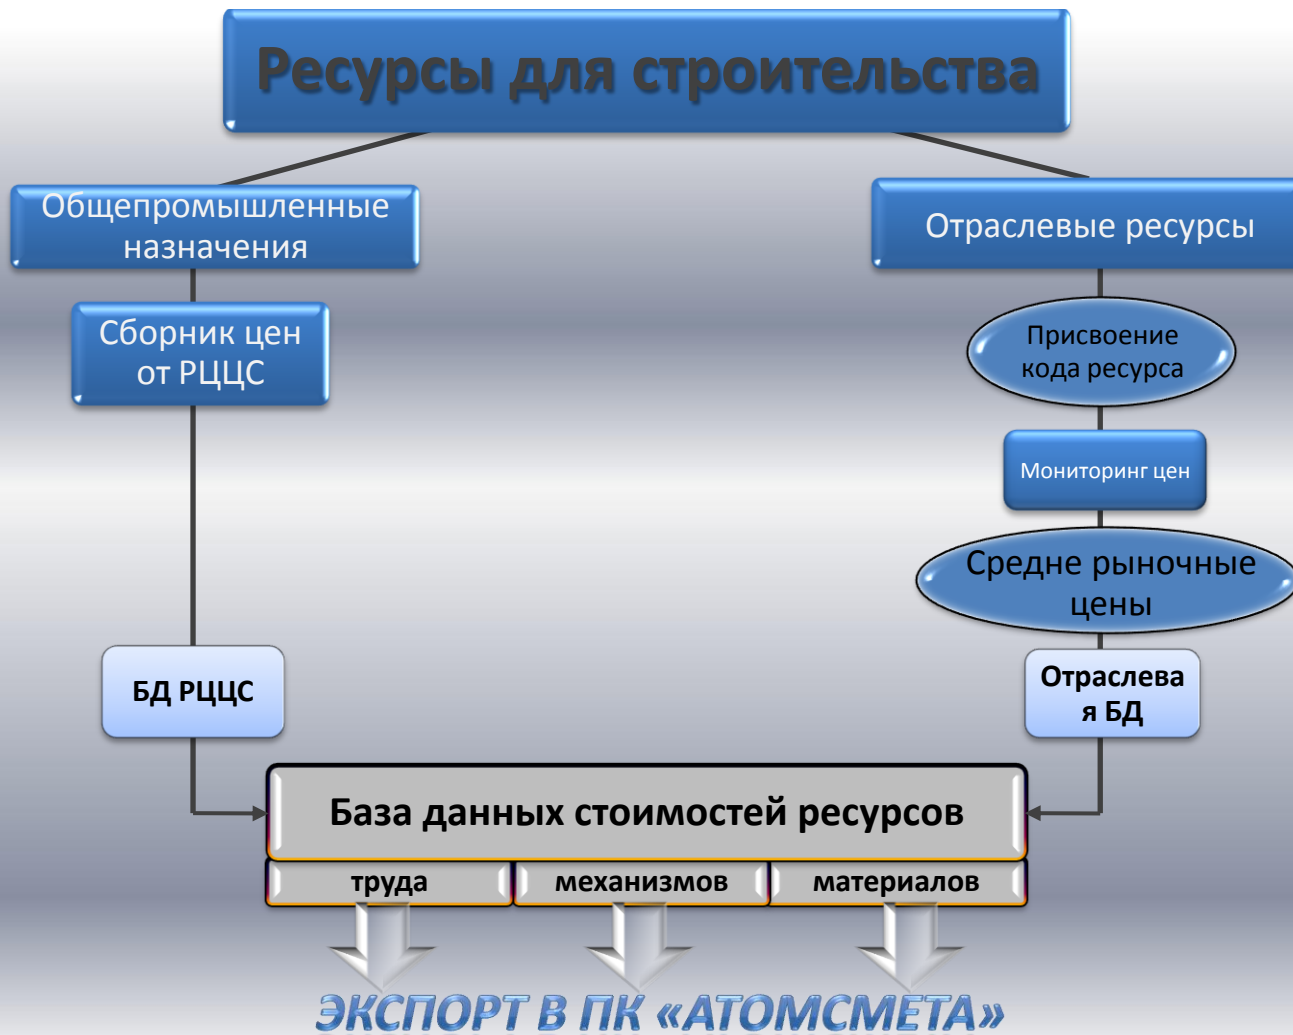 Ресурсы для строительства
Общепромышленные
назначения
Отраслевые ресурсы
Сборник цен
от РЦЦС
Присвоение
кода ресурса
Мониторинг цен
Средне рыночные
цены
БД РЦЦС
Отраслева
я БД
База данных стоимостей ресурсов
труда
механизмов
материалов
ЭКСПОРТ В ПК «АТОМСМЕТА»